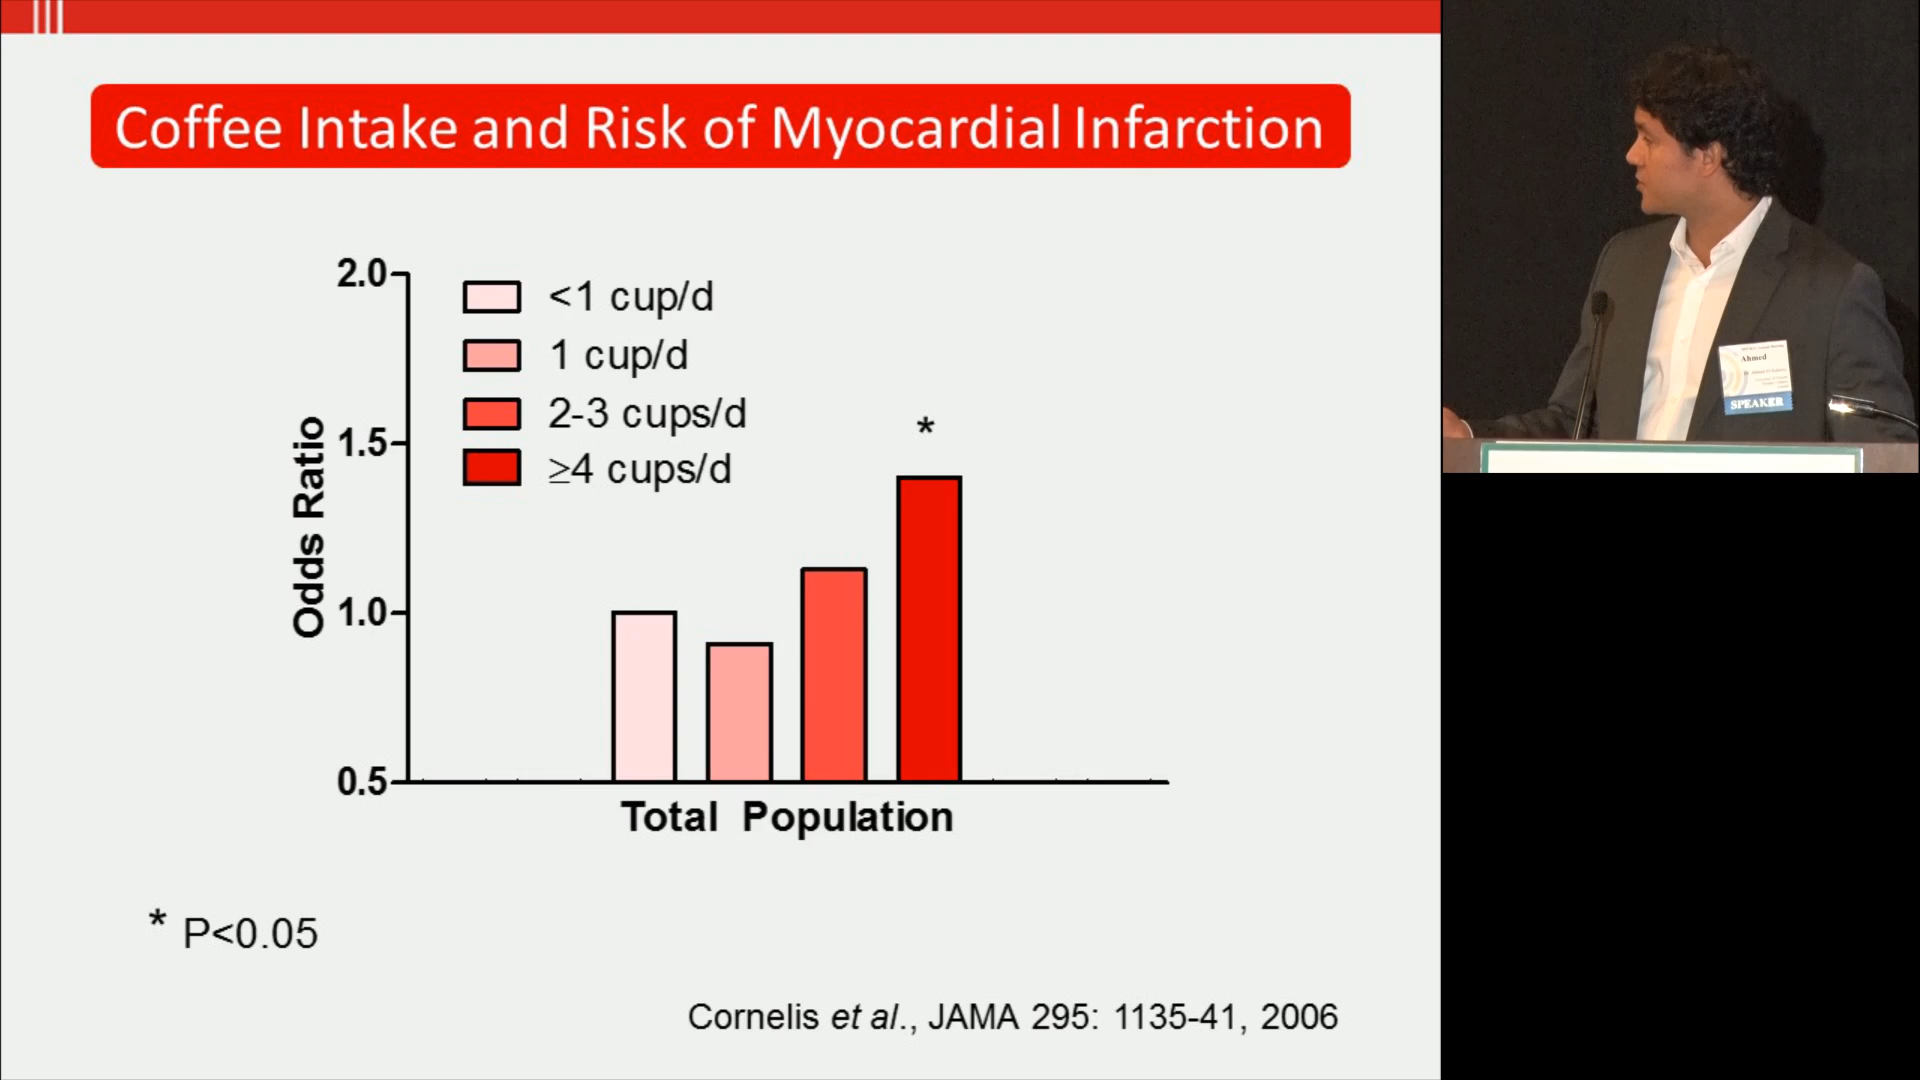 Coffee Intake and Risk of Myocardial Infarction
2.0
1.5
1.0
0.5
Odds Ratio
<1 cup/d
1 cup/d
2-3 cups/d
≥4 cups/d
*
Total Population
* P<0.05
Cornelis et al., JAMA 295: 1135-41, 2006
Ahmed
SPEAKER